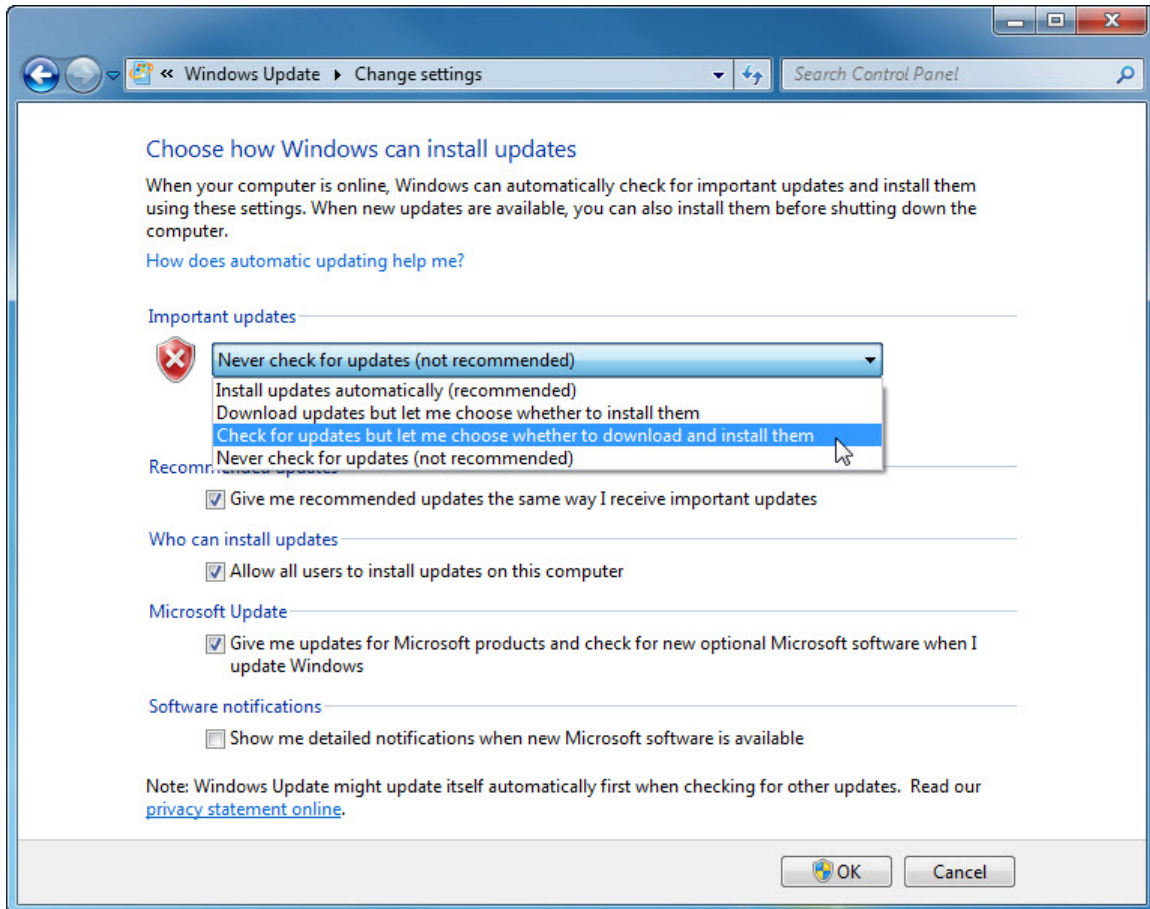 « Windows Update ▸ Change settings
Search Control Panel
Choose how Windows can install updates
When your computer is online, Windows can automatically check for important updates and install them
using these settings. When new updates are available, you can also install them before shutting down the
computer.
How does automatic updating help me?
Important updates
Never check for updates (not recommended)
Install updates automatically (recommended)
Download updates but let me choose whether to install them
Check for updates but let me choose whether to download and install them
Never check for updates (not recommended)
Recommended updates
Give me recommended updates the same way I receive important updates
Who can install updates
Allow all users to install updates on this computer
Microsoft Update
Give me updates for Microsoft products and check for new optional Microsoft software when I
update Windows
Software notifications
Show me detailed notifications when new Microsoft software is available
Note: Windows Update might update itself automatically first when checking for other updates.  Read our
privacy statement online.
OK
Cancel